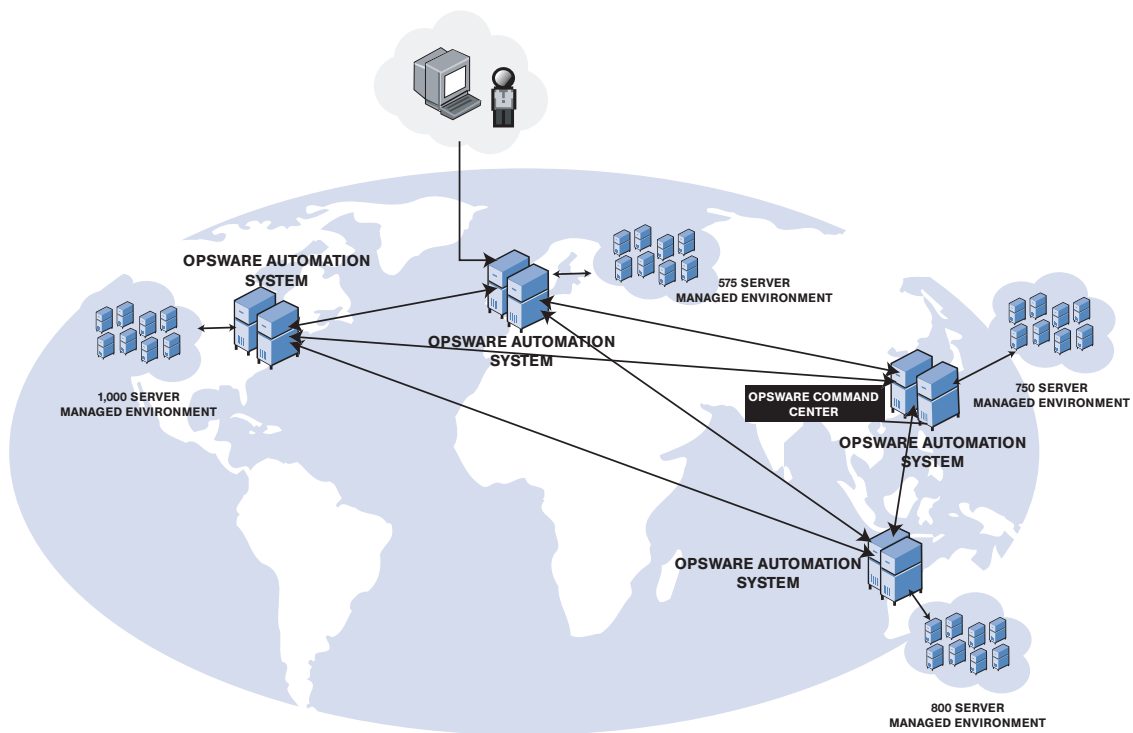 OPSWARE AUTOMATION
SYSTEM
575 SERVER
MANAGED ENVIRONMENT
OPSWARE AUTOMATION
SYSTEM
1,000 SERVER
MANAGED ENVIRONMENT
OPSWARE COMMAND
CENTER
750 SERVER
MANAGED ENVIRONMENT
OPSWARE AUTOMATION
SYSTEM
OPSWARE AUTOMATION
SYSTEM
800 SERVER
MANAGED ENVIRONMENT